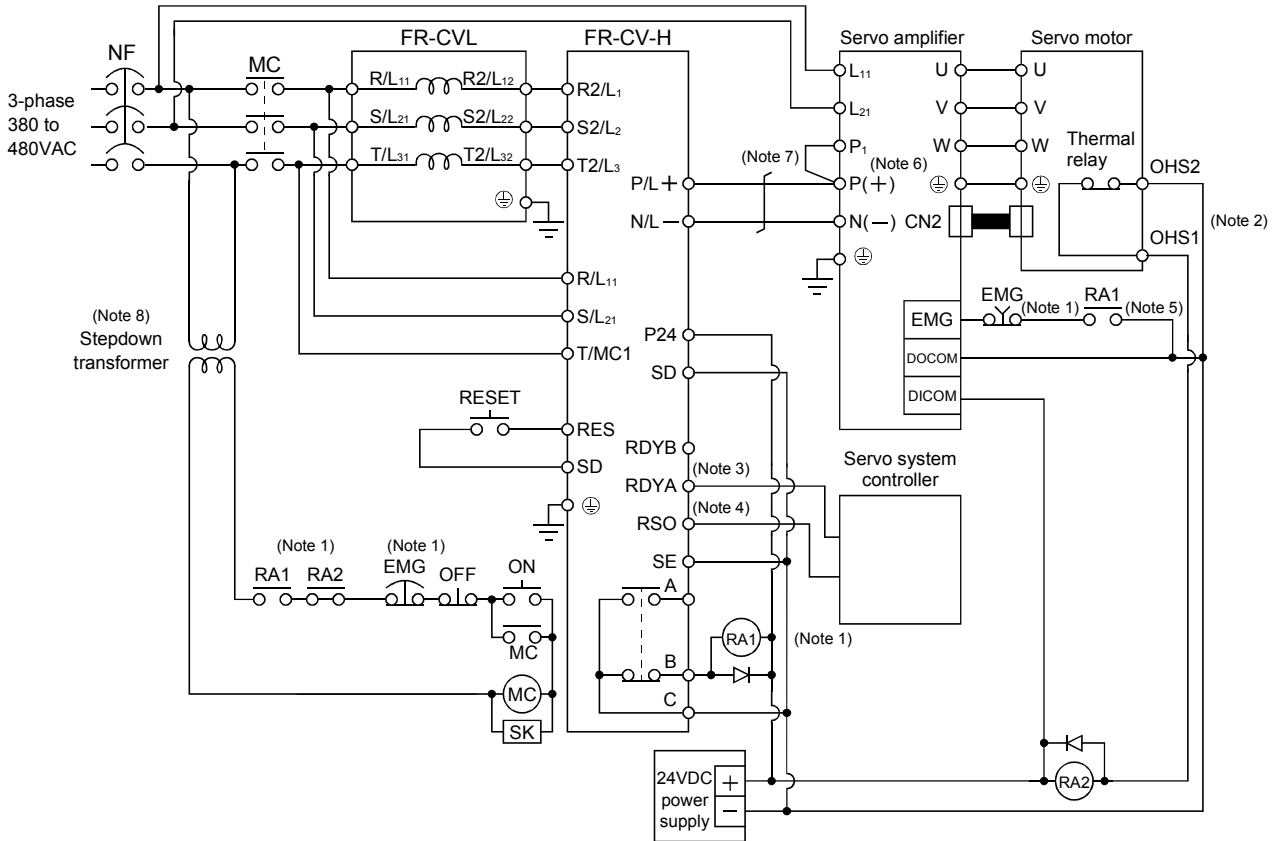 FR-CVL
FR-CV-H
Servo amplifier
Servo motor
NF
MC
3-phase
380 to
480VAC
R/L11
R2/L12
S/L21
S2/L22
T/L31
T2/L32
R2/L1
S2/L2
T2/L3
P/L+
N/L−
R/L11
S/L21
T/MC1
L11
L21
P1
P(+)
(Note 6)
N(−)
(Note 7)
U
V
W
CN2
U
V
W
Thermal
relay
OHS2
OHS1
(Note 2)
EMG
(Note 1)
RA1
(Note 5)
EMG
DOCOM
DICOM
(Note 8)
Stepdown
transformer
P24
SD
RESET
RES
SD
RDYB
RDYA
(Note 3)
RSO
(Note 4)
SE
Servo system
controller
(Note 1)
RA1
RA2
(Note 1)
EMG
OFF
ON
MC
MC
SK
A
B
C
RA1
(Note 1)
24VDC
power
supply
+
−
RA2